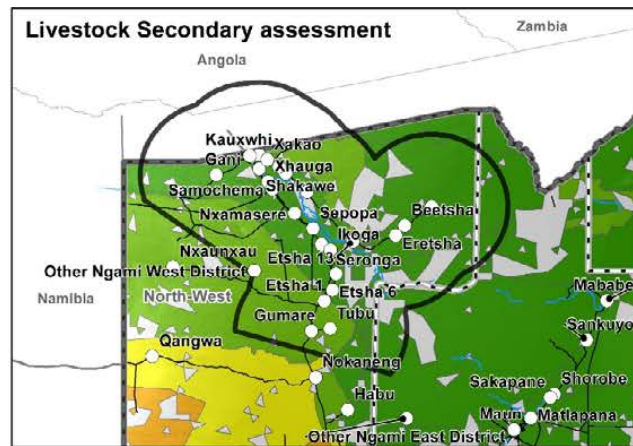 Livestock Secondary assessment
Zambia
Angola
Kauxwhi
Xakao
Gani
Xhauga
Samochema
Shakawe
Nxamasere
Sepopa
Beetsha
Ikoga
Eretsha
Nxaunxau
Etsha 13
Seronga
Other Ngami West District
Etsha 1
Etsha 6
Namibia
North-West
Mababe
Gumare
Tubu
Sankuyo
Qangwa
Nokaneng
Habu
Sakapane
Shorobe
Maun
Matlapana
Other Ngami East District